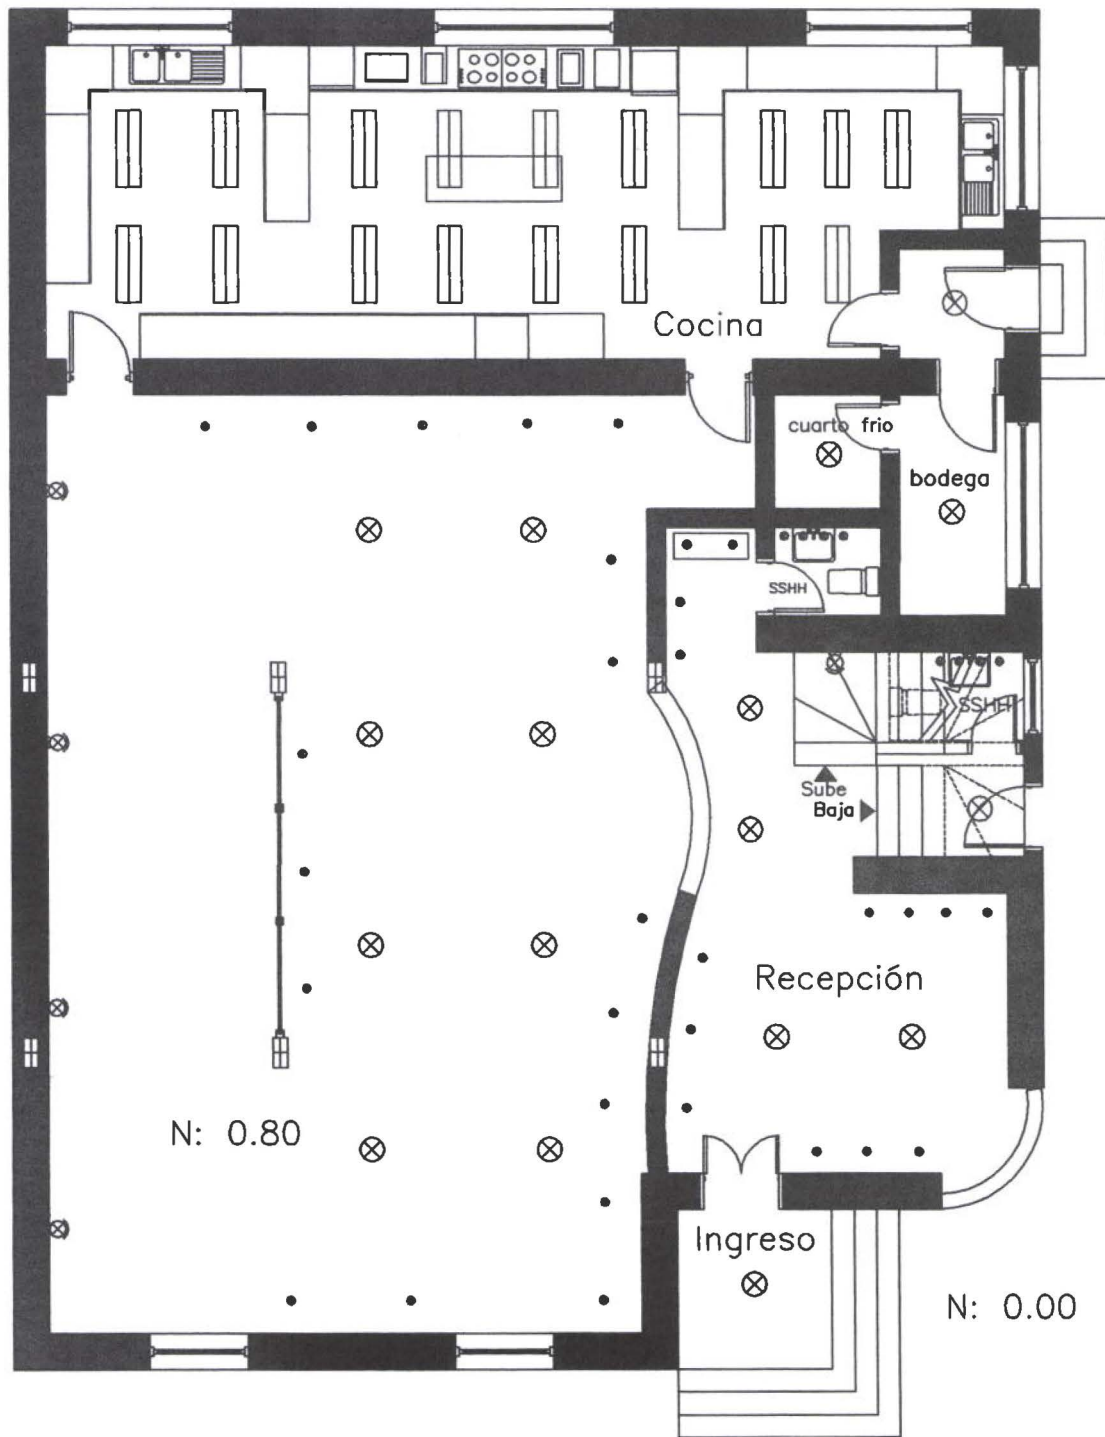 Cocina
cuarto frio
bodega
SSHH
SSHH
Sube
Baja
Recepción
N: 0.80
Ingreso
N: 0.00